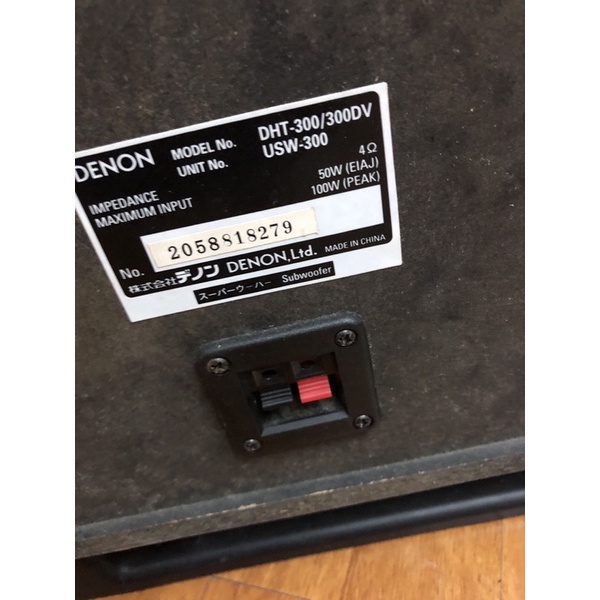 DENON MODEL No. DHT-300/300DV
UNIT No. USW-300
IMPEDANCE 4Ω
MAXIMUM INPUT 50W (EIAJ)
100W (PEAK)
No. 2058818279
株式会社デノン DENON,Ltd. MADE IN CHINA
スーパーウーハー Subwoofer